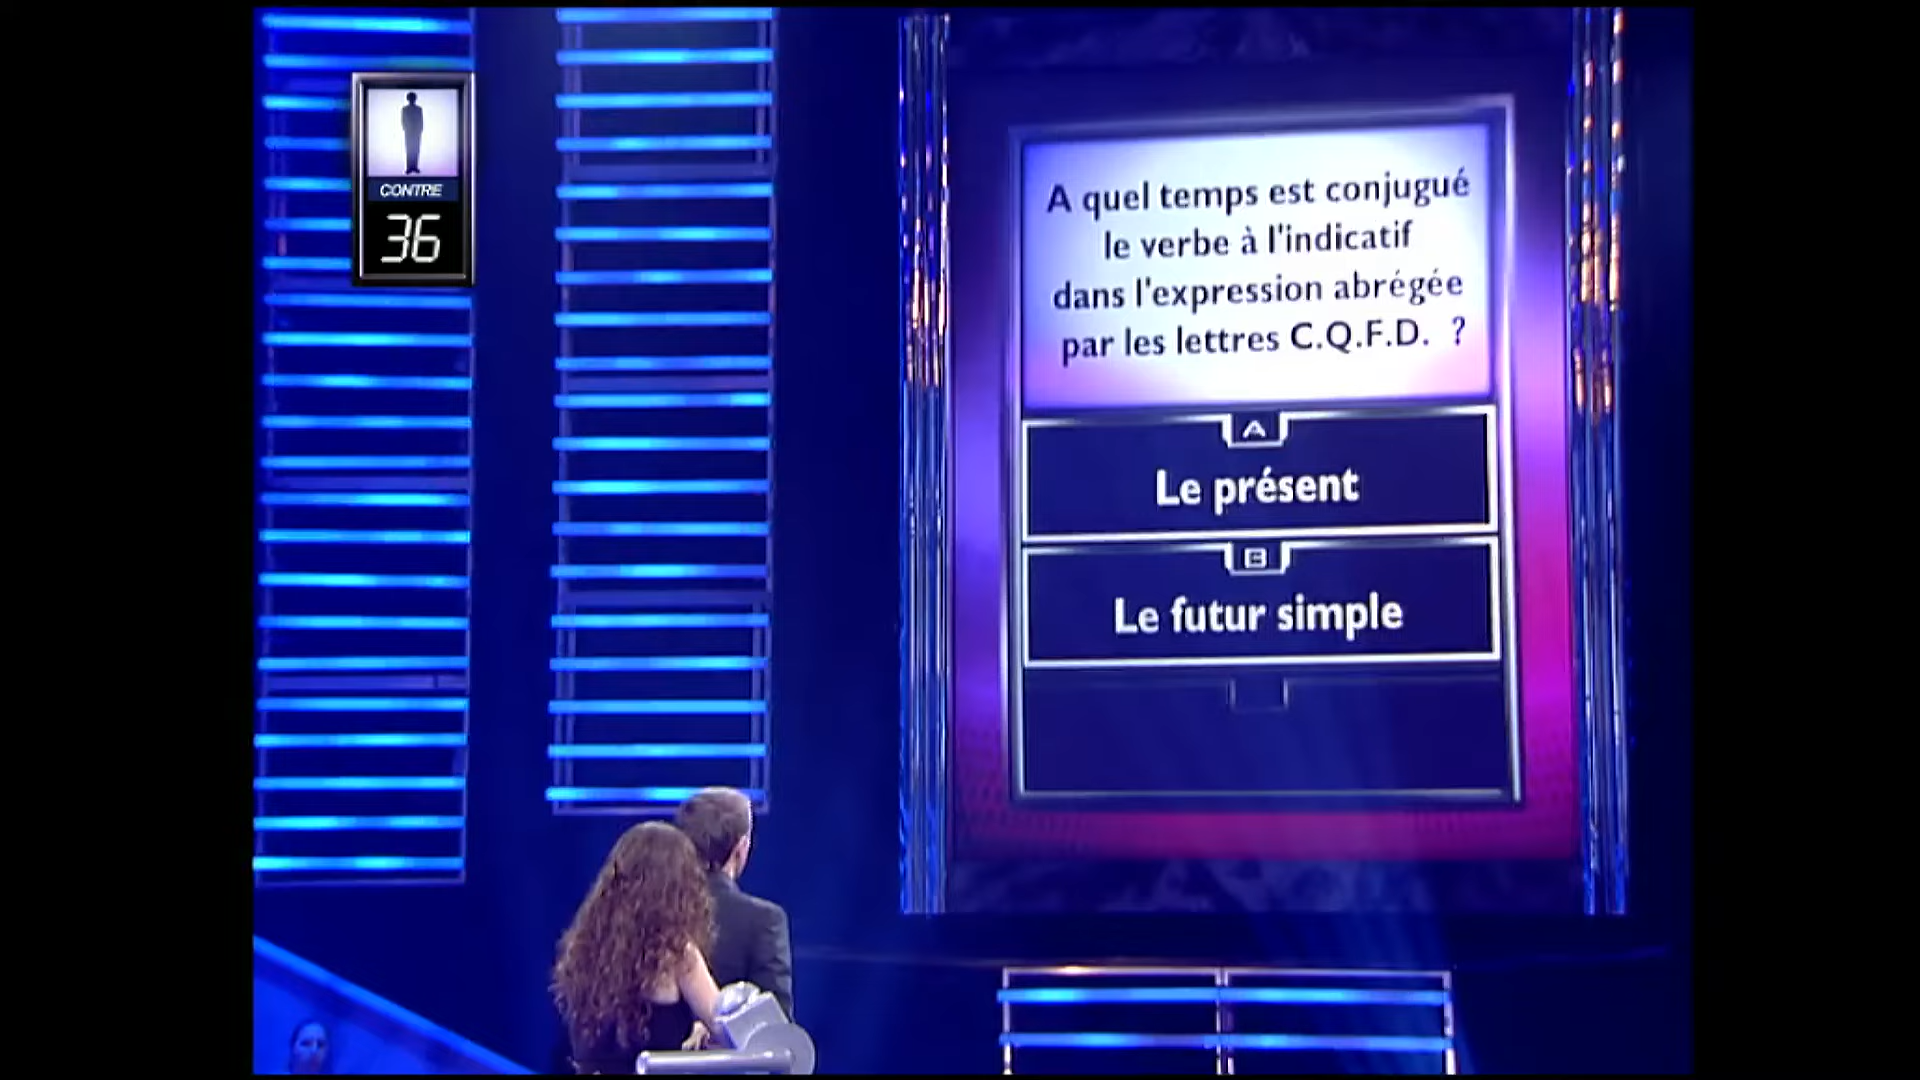 CONTRE
36
A quel temps est conjugué
le verbe à l'indicatif
dans l'expression abrégée
par les lettres C.Q.F.D. ?
A
Le présent
B
Le futur simple